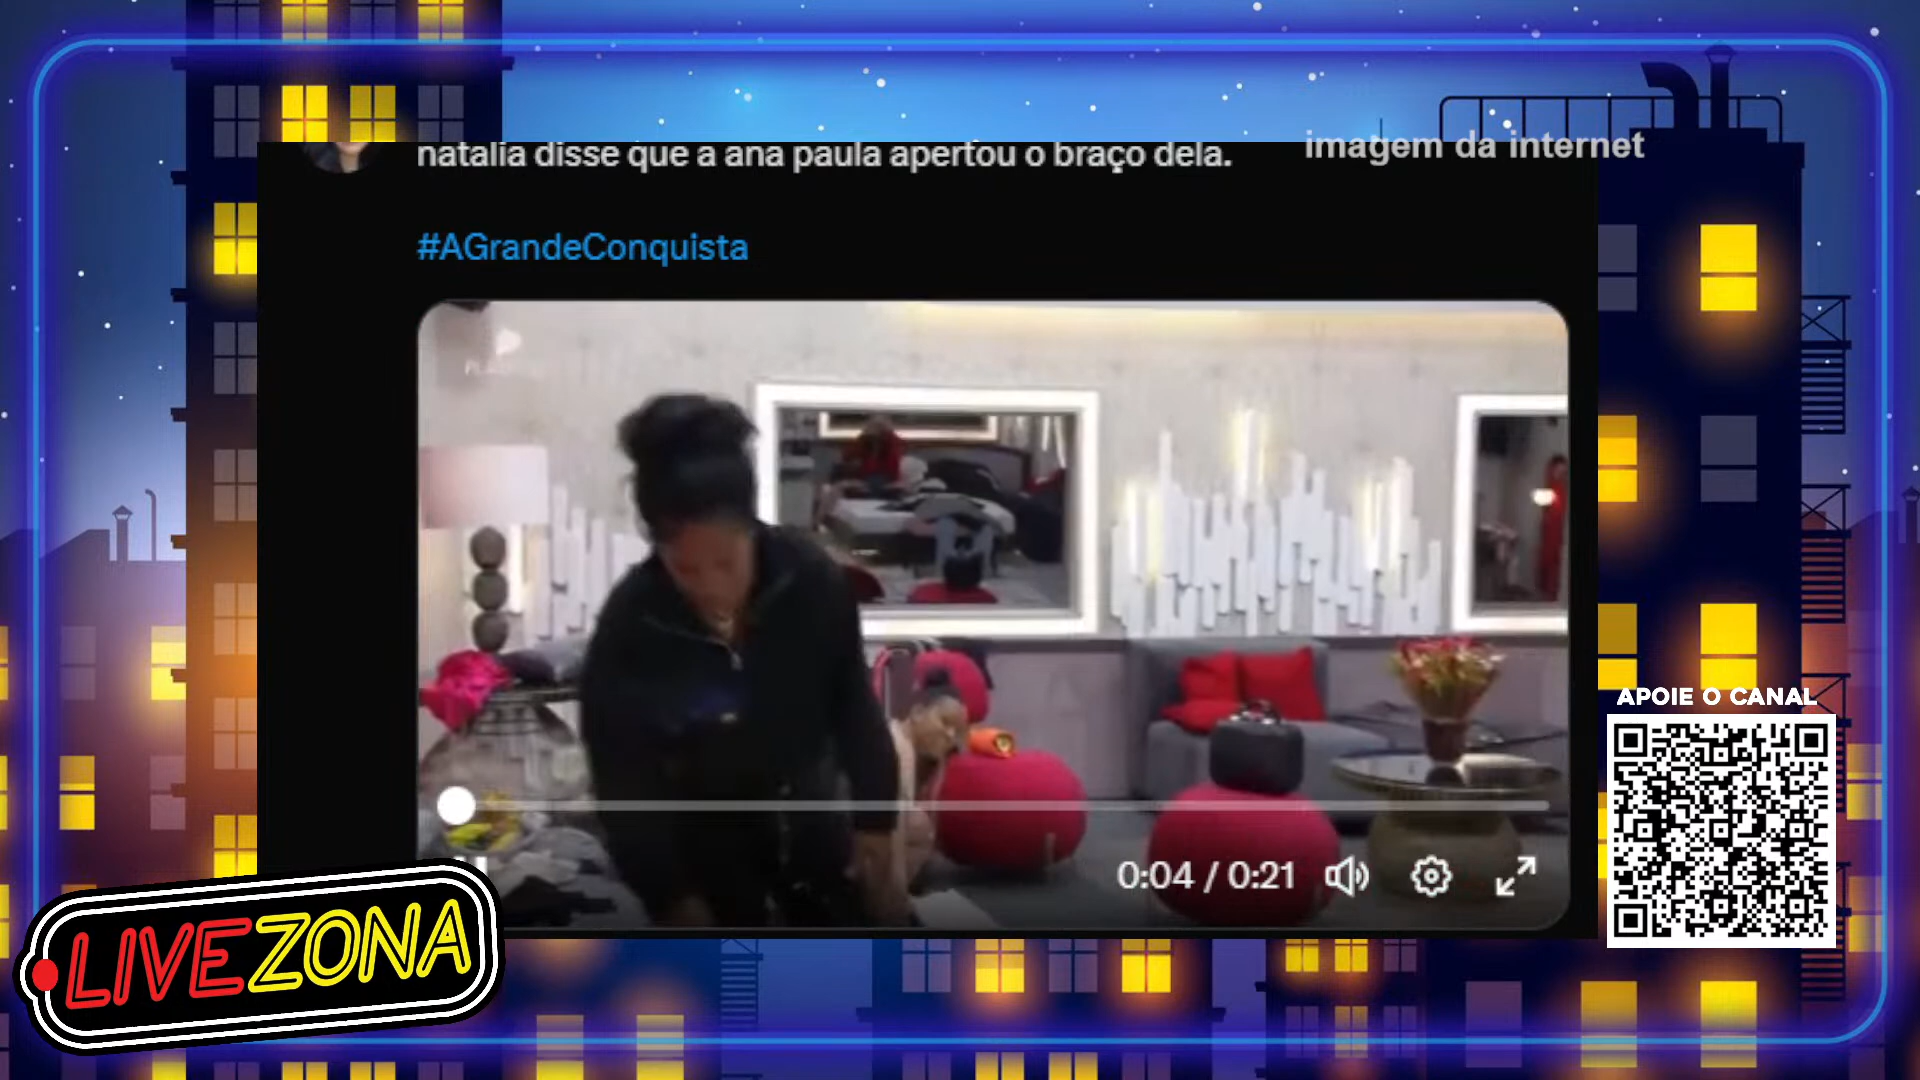 imagem da internet
natalia disse que a ana paula apertou o braço dela.
#AGrandeConquista
0:04 / 0:21
APOIE O CANAL
LIVEZONA